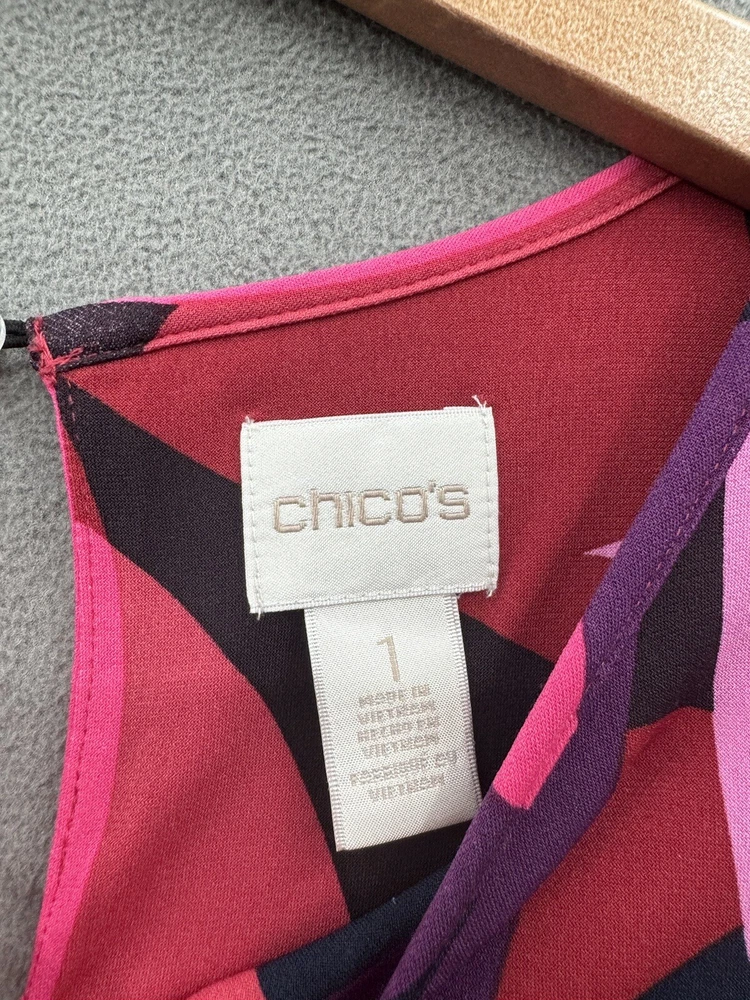 chico's
1
MADE IN
VIETNAM
HECHO EN
VIETNAM
FABRIQUÉ AU
VIETNAM